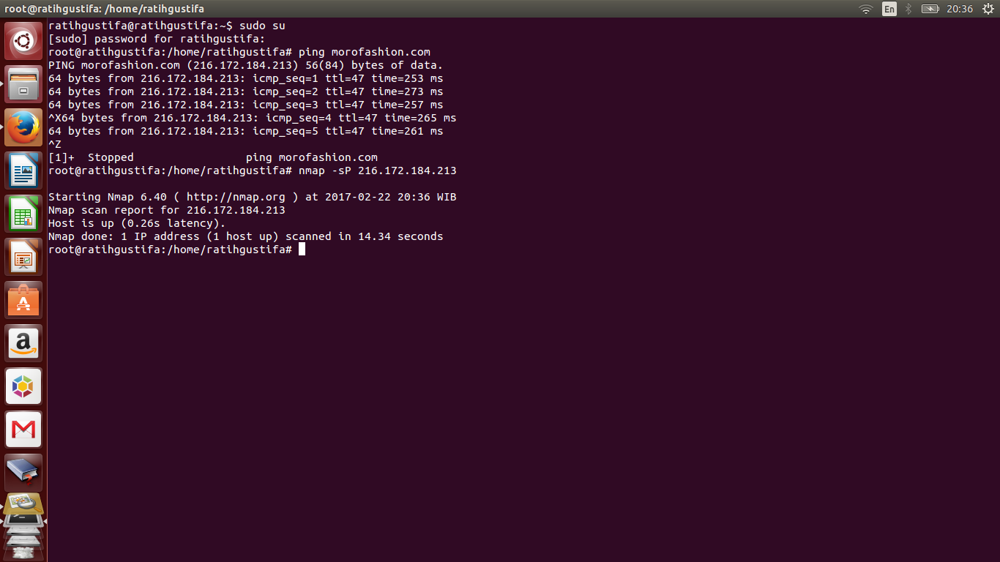 root@ratihgustifa: /home/ratihgustifa
En
20:36
ratihgustifa@ratihgustifa:~$ sudo su
[sudo] password for ratihgustifa:
root@ratihgustifa:/home/ratihgustifa# ping morofashion.com
PING morofashion.com (216.172.184.213) 56(84) bytes of data.
64 bytes from 216.172.184.213: icmp_seq=1 ttl=47 time=253 ms
64 bytes from 216.172.184.213: icmp_seq=2 ttl=47 time=273 ms
64 bytes from 216.172.184.213: icmp_seq=3 ttl=47 time=257 ms
^X64 bytes from 216.172.184.213: icmp_seq=4 ttl=47 time=265 ms
64 bytes from 216.172.184.213: icmp_seq=5 ttl=47 time=261 ms
^Z
[1]+  Stopped                 ping morofashion.com
root@ratihgustifa:/home/ratihgustifa# nmap -sP 216.172.184.213

Starting Nmap 6.40 ( http://nmap.org ) at 2017-02-22 20:36 WIB
Nmap scan report for 216.172.184.213
Host is up (0.26s latency).
Nmap done: 1 IP address (1 host up) scanned in 14.34 seconds
root@ratihgustifa:/home/ratihgustifa#